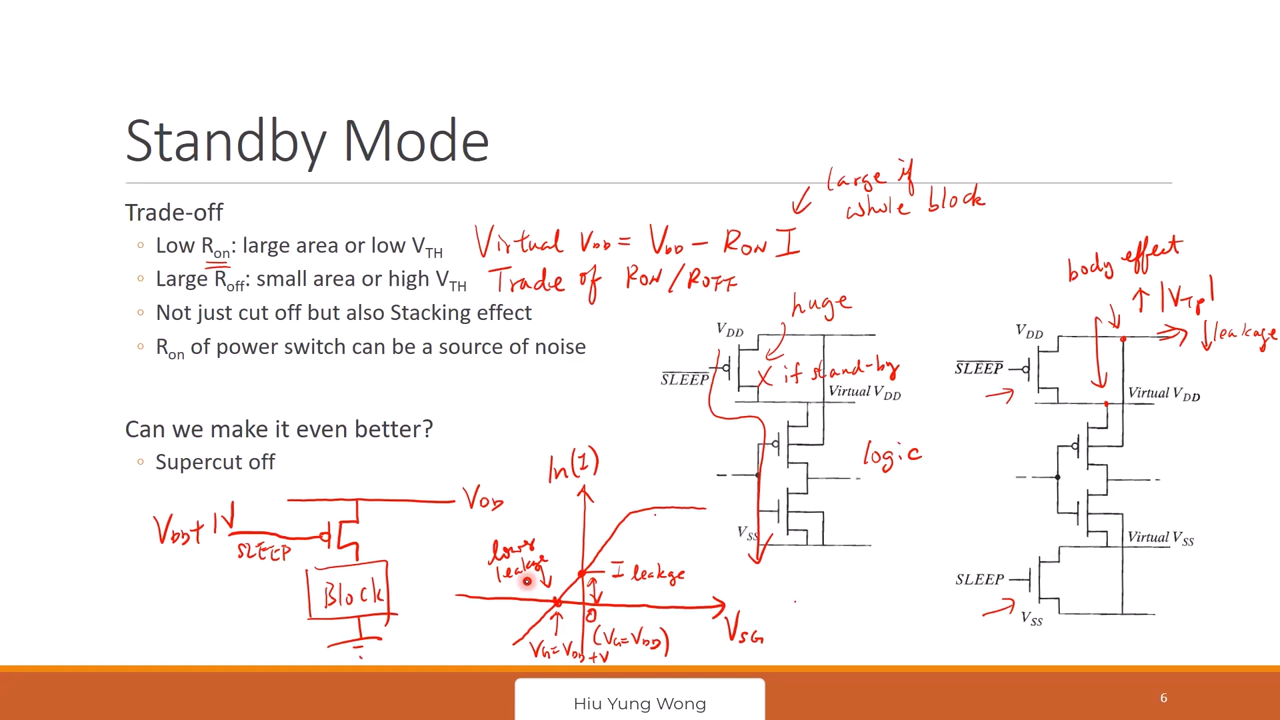 Standby Mode
large if
whole block
Trade-off
◦ Low Ron: large area or low VTH
Virtual VDD = VDD - RON I
◦ Large Roff: small area or high VTH
Trade of RON/ROFF
◦ Not just cut off but also Stacking effect
◦ Ron of power switch can be a source of noise
huge
VDD
SLEEP
X if stand-by
Virtual VDD
logic
VSS
body effect
↑ |VTp|
↓ leakage
VDD
SLEEP
Virtual VDD
Virtual VSS
SLEEP
VSS
Can we make it even better?
◦ Supercut off
VDD
VDD+1V
SLEEP
Block
ln(I)
lower
leakage
I leakge
0
(VG=VDD)
VSG
VG=VDD+V
Hiu Yung Wong
6